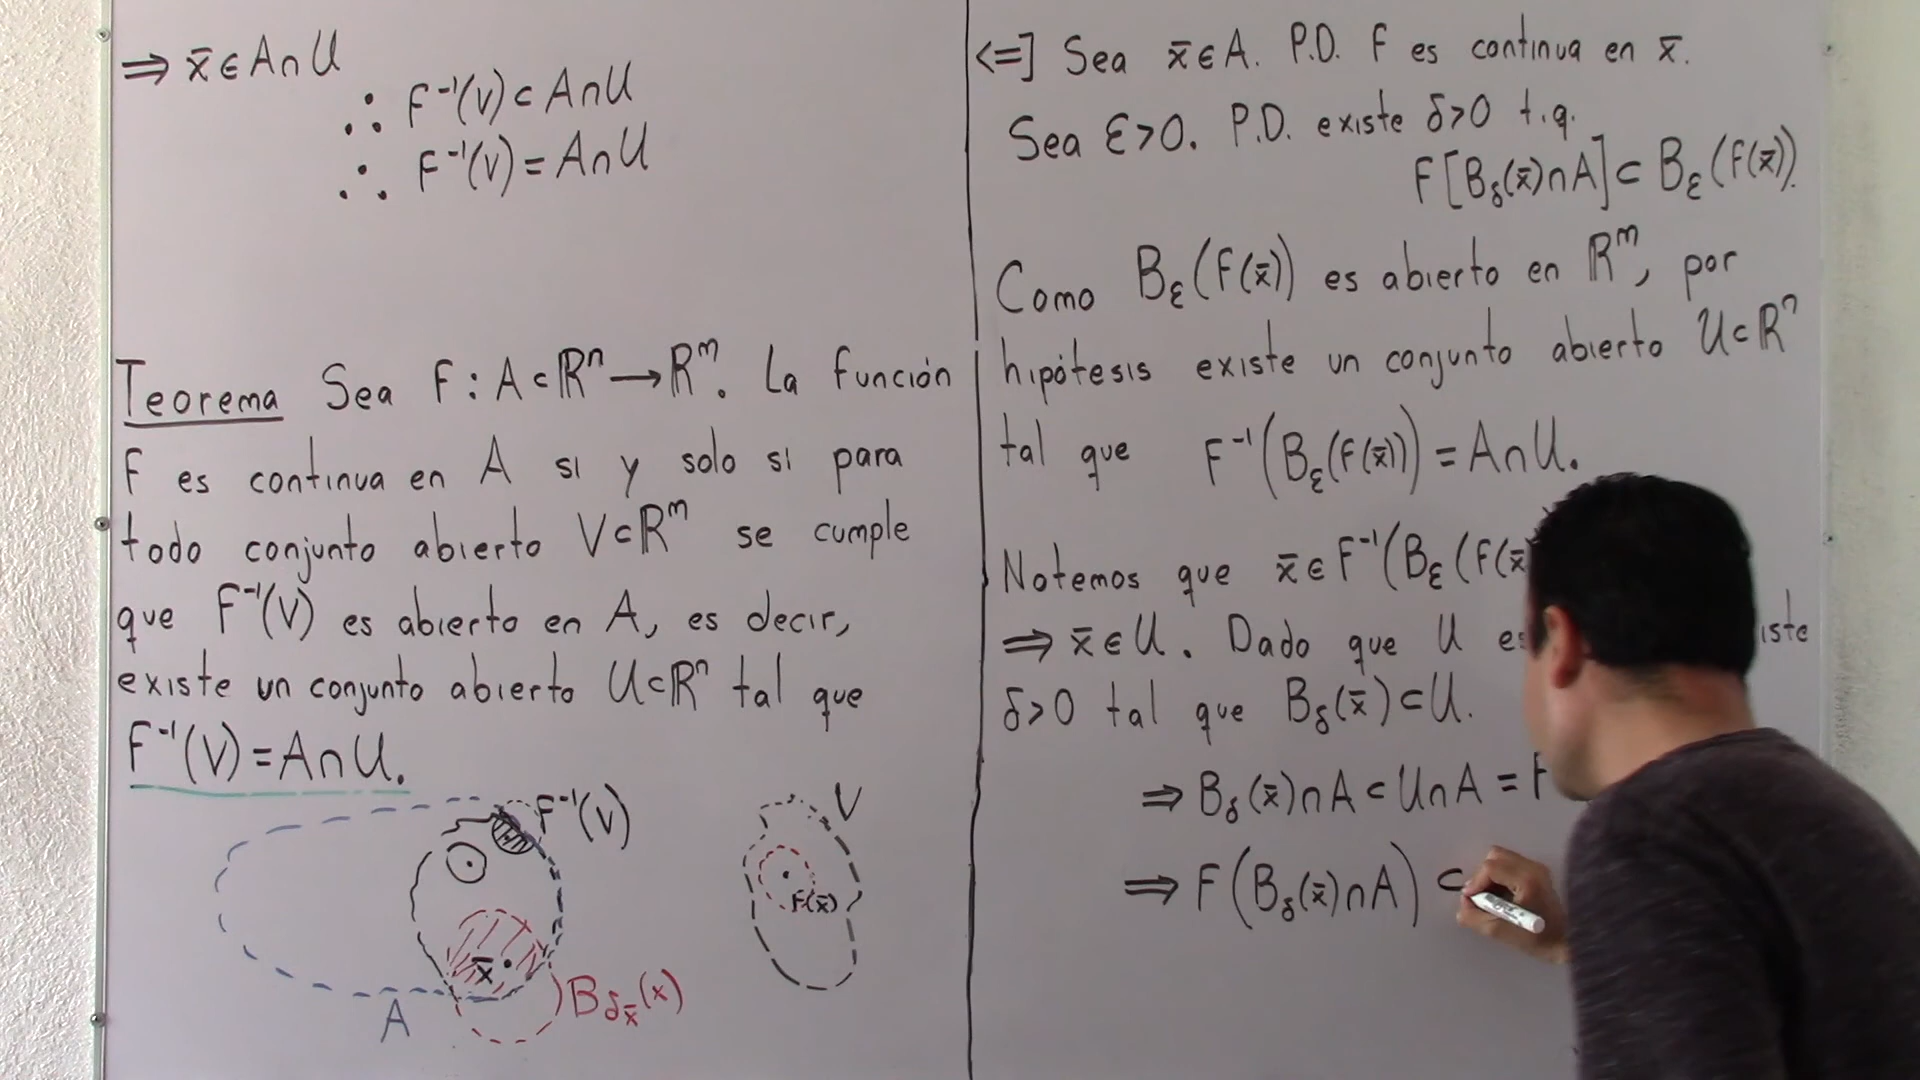 ⇒ x̄ ∈ A∩U
∴ F⁻¹(V) ⊂ A∩U
∴ F⁻¹(V) = A∩U
Teorema Sea F : A⊂ℝⁿ → ℝᵐ. La función
F es continua en A si y solo si para
todo conjunto abierto V⊂ℝᵐ se cumple
que F⁻¹(V) es abierto en A, es decir,
existe un conjunto abierto U⊂ℝⁿ tal que
F⁻¹(V) = A∩U.
F⁻¹(V)
V
F(x̄)
x̄
B_{δ_x̄}(x)
A
<=] Sea x̄ ∈ A. P.D. F es continua en x̄.
Sea ε>0. P.D. existe δ>0 t.q.
F[B_δ(x̄)∩A] ⊂ B_ε(F(x̄)).
Como B_ε(F(x̄)) es abierto en ℝᵐ, por
hipótesis existe un conjunto abierto U⊂ℝⁿ
tal que F⁻¹(B_ε(F(x̄)) = A∩U.
Notemos que x̄ ∈ F⁻¹(B_ε(F(x̄
⇒ x̄ ∈ U. Dado que U
δ>0 tal que B_δ(x̄) ⊂ U.
⇒ B_δ(x̄)∩A ⊂ U∩A = F
⇒ F(B_δ(x̄)∩A) ⊂